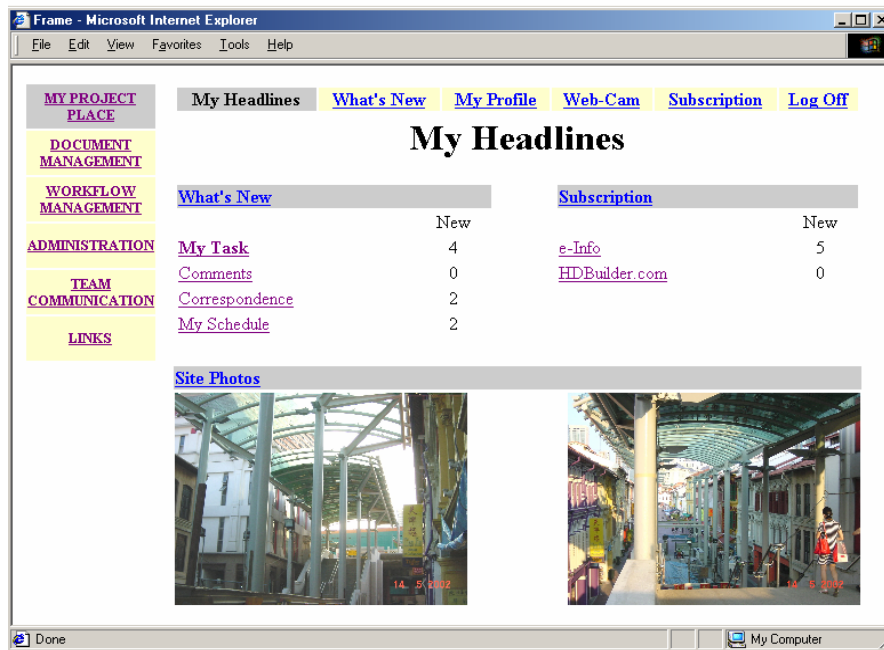 Frame - Microsoft Internet Explorer
File Edit View Favorites Tools Help
MY PROJECT
PLACE
DOCUMENT
MANAGEMENT
WORKFLOW
MANAGEMENT
ADMINISTRATION
TEAM
COMMUNICATION
LINKS
My Headlines What's New My Profile Web-Cam Subscription Log Off
My Headlines
What's New
New
My Task 4
Comments 0
Correspondence 2
My Schedule 2
Subscription
New
e-Info 5
HDBuilder.com 0
Site Photos
14 5 2002
14 5 2002
Done
My Computer